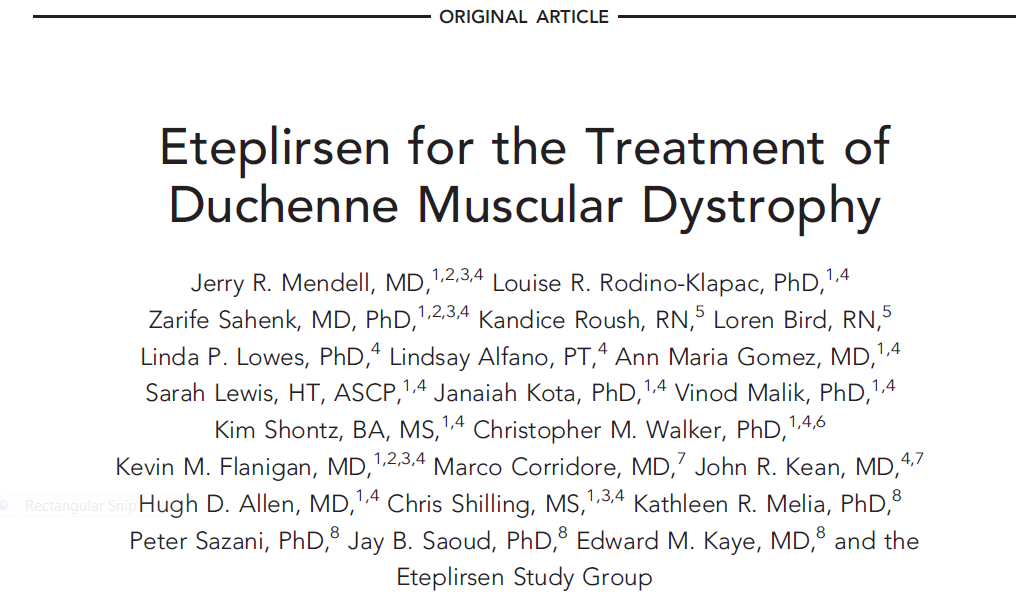 ORIGINAL ARTICLE
Eteplirsen for the Treatment of
Duchenne Muscular Dystrophy
Jerry R. Mendell, MD,1,2,3,4 Louise R. Rodino-Klapac, PhD,1,4
Zarife Sahenk, MD, PhD,1,2,3,4 Kandice Roush, RN,5 Loren Bird, RN,5
Linda P. Lowes, PhD,4 Lindsay Alfano, PT,4 Ann Maria Gomez, MD,1,4
Sarah Lewis, HT, ASCP,1,4 Janaiah Kota, PhD,1,4 Vinod Malik, PhD,1,4
Kim Shontz, BA, MS,1,4 Christopher M. Walker, PhD,1,4,6
Kevin M. Flanigan, MD,1,2,3,4 Marco Corridore, MD,7 John R. Kean, MD,4,7
Rectangular Snip Hugh D. Allen, MD,1,4 Chris Shilling, MS,1,3,4 Kathleen R. Melia, PhD,8
Peter Sazani, PhD,8 Jay B. Saoud, PhD,8 Edward M. Kaye, MD,8 and the
Eteplirsen Study Group